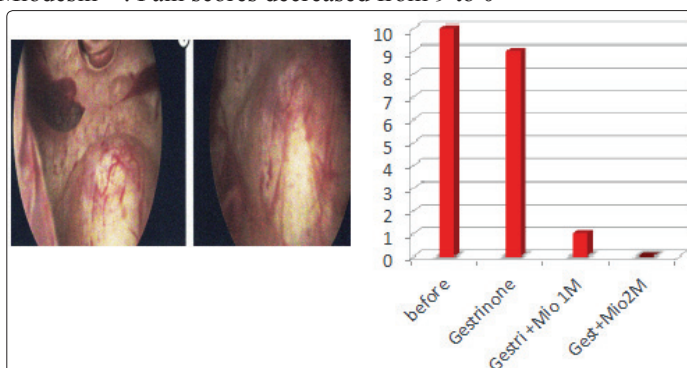 . Pain scores decreased from 9 to 0
10
9
8
7
6
5
4
3
2
1
0
before
Gestrinone
Gestri +Mio 1M
Gest+Mio2M